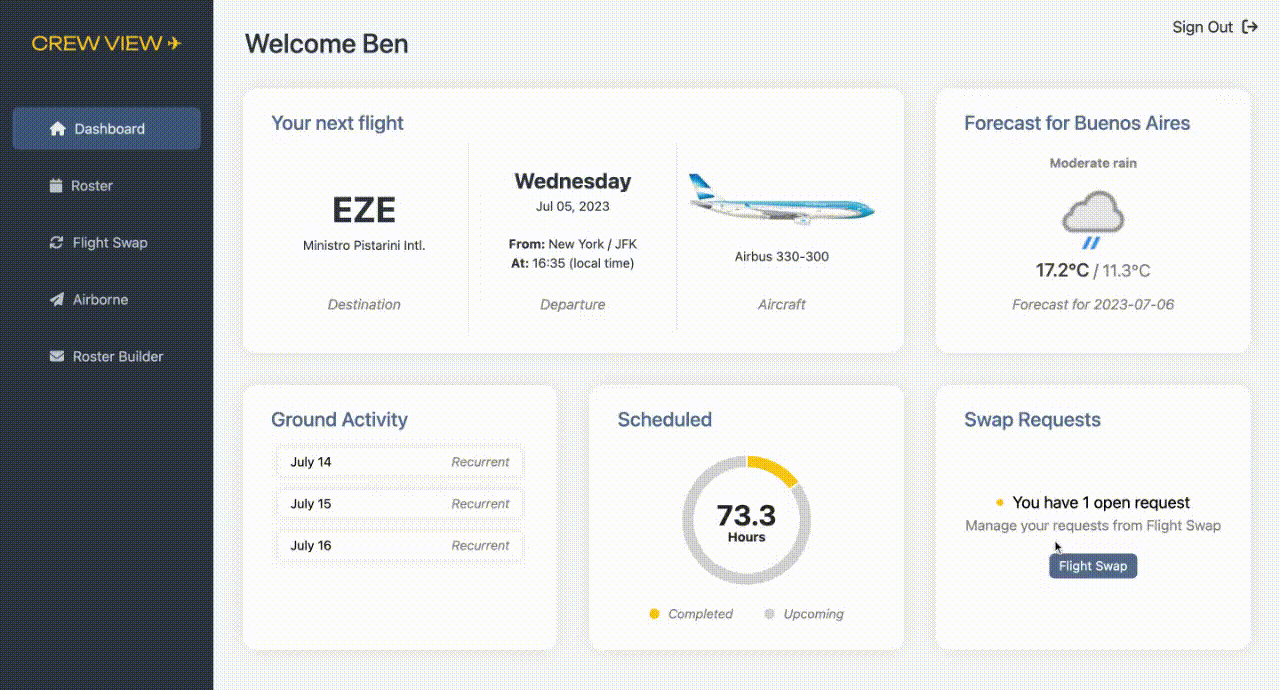 CREW VIEW ✈
Dashboard
Roster
Flight Swap
Airborne
Roster Builder
Welcome Ben
Sign Out
Your next flight
EZE
Ministro Pistarini Intl.
Destination
Wednesday
Jul 05, 2023
From: New York / JFK
At: 16:35 (local time)
Departure
Airbus 330-300
Aircraft
Forecast for Buenos Aires
Moderate rain
17.2°C / 11.3°C
Forecast for 2023-07-06
Ground Activity
July 14 Recurrent
July 15 Recurrent
July 16 Recurrent
Scheduled
73.3
Hours
Completed Upcoming
Swap Requests
You have 1 open request
Manage your requests from Flight Swap
Flight Swap